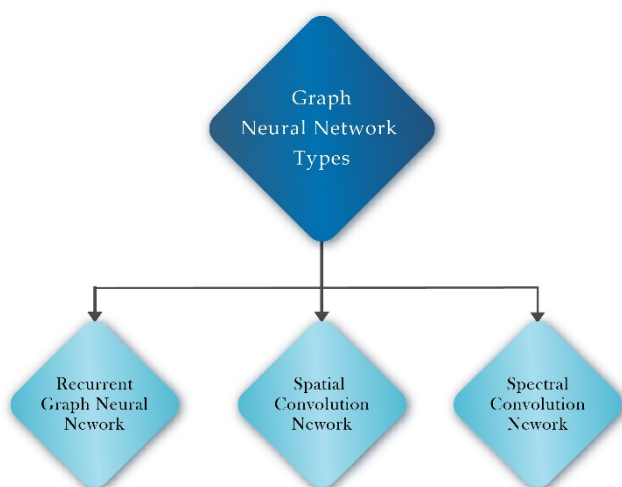 Graph
Neural Network
Types
Recurrent
Graph Neural
Nework
Spatial
Convolution
Nework
Spectral
Convolution
Nework